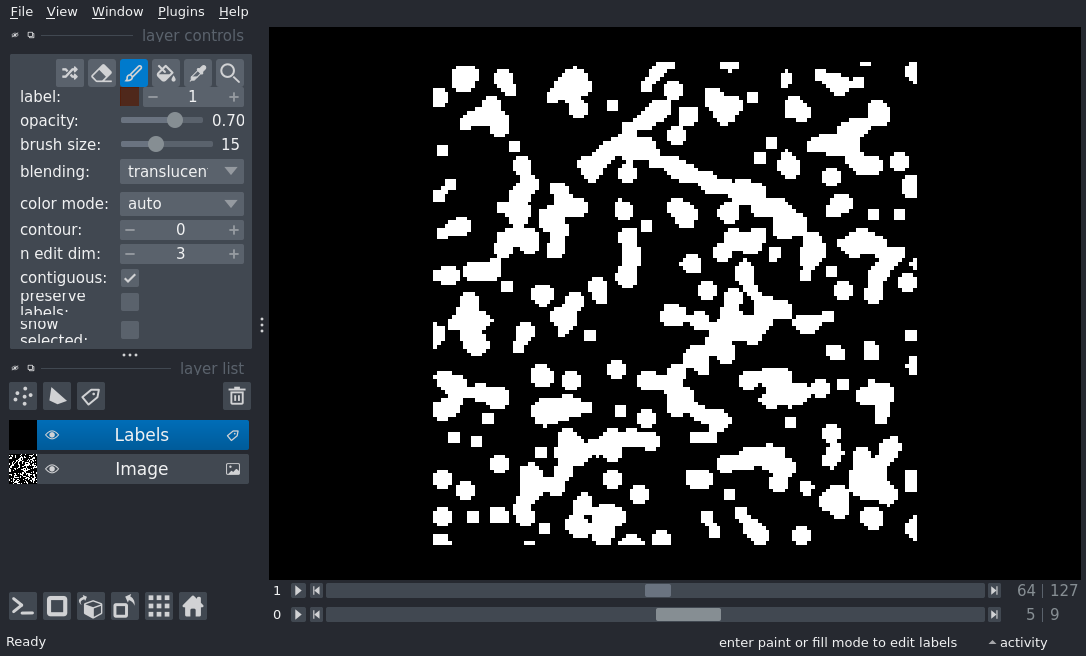 File View Window Plugins Help
layer controls
label: 1
opacity: 0.70
brush size: 15
blending: translucen
color mode: auto
contour: 0
n edit dim: 3
contiguous:
preserve
labels:
show
selected:
layer list
Labels
Image
1 64 | 127
0 5 | 9
Ready enter paint or fill mode to edit labels activity